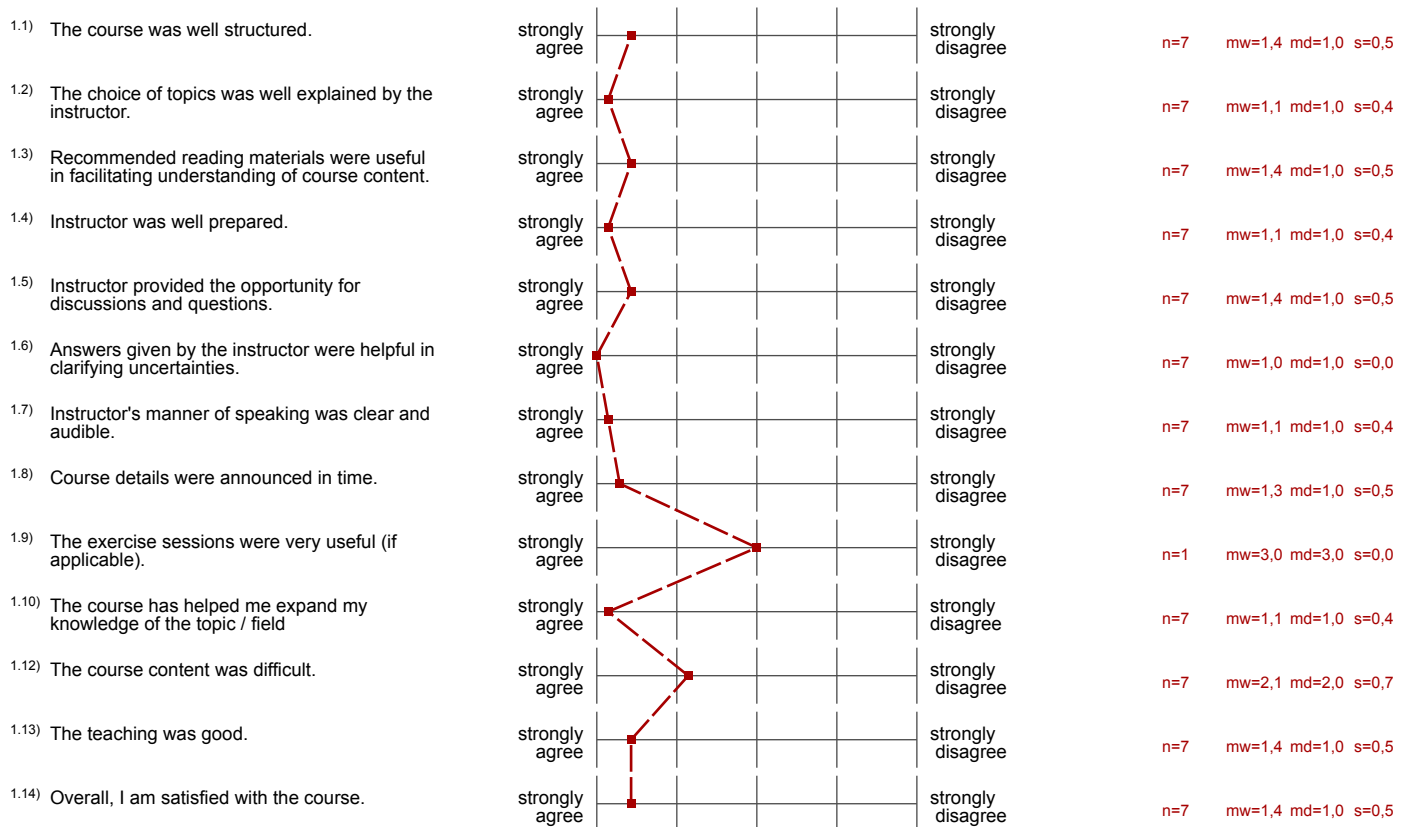 1.1) The course was well structured. strongly agree strongly disagree n=7 mw=1,4 md=1,0 s=0,5
1.2) The choice of topics was well explained by the instructor. strongly agree strongly disagree n=7 mw=1,1 md=1,0 s=0,4
1.3) Recommended reading materials were useful in facilitating understanding of course content. strongly agree strongly disagree n=7 mw=1,4 md=1,0 s=0,5
1.4) Instructor was well prepared. strongly agree strongly disagree n=7 mw=1,1 md=1,0 s=0,4
1.5) Instructor provided the opportunity for discussions and questions. strongly agree strongly disagree n=7 mw=1,4 md=1,0 s=0,5
1.6) Answers given by the instructor were helpful in clarifying uncertainties. strongly agree strongly disagree n=7 mw=1,0 md=1,0 s=0,0
1.7) Instructor's manner of speaking was clear and audible. strongly agree strongly disagree n=7 mw=1,1 md=1,0 s=0,4
1.8) Course details were announced in time. strongly agree strongly disagree n=7 mw=1,3 md=1,0 s=0,5
1.9) The exercise sessions were very useful (if applicable). strongly agree strongly disagree n=1 mw=3,0 md=3,0 s=0,0
1.10) The course has helped me expand my knowledge of the topic / field strongly agree strongly disagree n=7 mw=1,1 md=1,0 s=0,4
1.12) The course content was difficult. strongly agree strongly disagree n=7 mw=2,1 md=2,0 s=0,7
1.13) The teaching was good. strongly agree strongly disagree n=7 mw=1,4 md=1,0 s=0,5
1.14) Overall, I am satisfied with the course. strongly agree strongly disagree n=7 mw=1,4 md=1,0 s=0,5